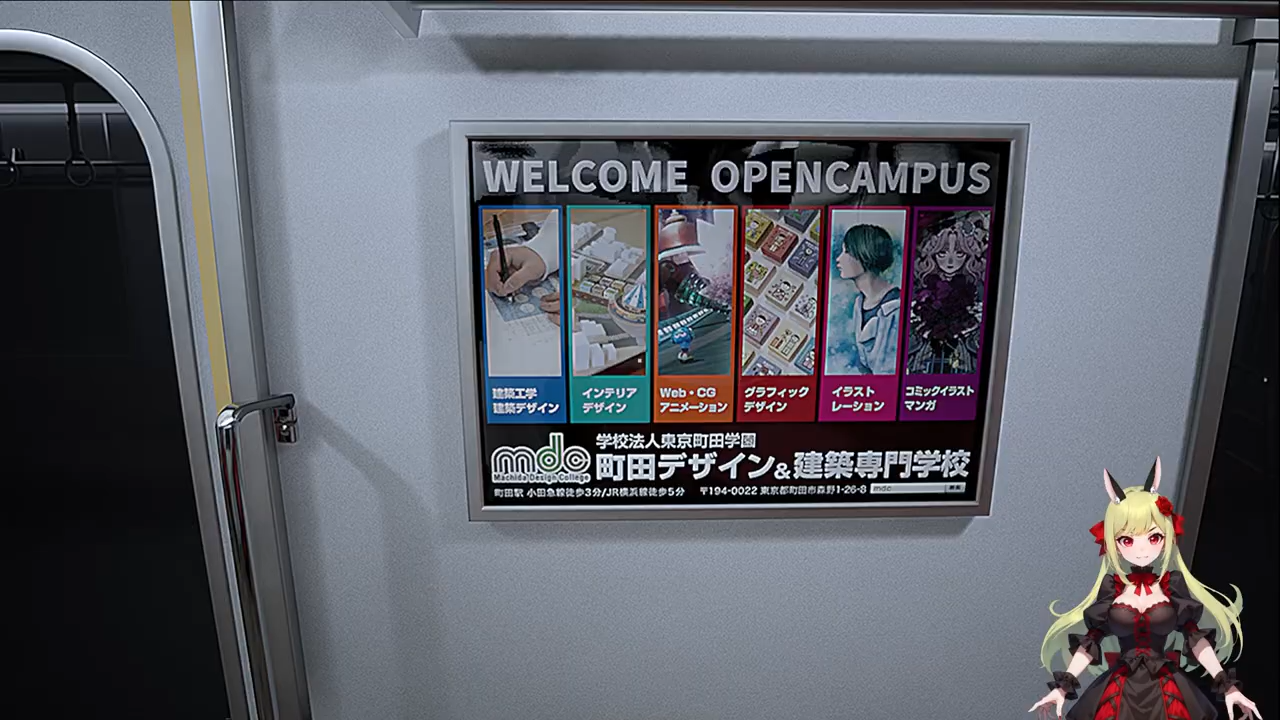 WELCOME OPENCAMPUS
建築工学
建築デザイン
インテリア
デザイン
Web・CG
アニメーション
グラフィック
デザイン
イラスト
レーション
コミックイラスト
マンガ
mdc
Machida Design College
学校法人東京町田学園
町田デザイン&建築専門学校
町田駅 小田急線徒歩3分/JR横浜線徒歩5分 〒194-0022 東京都町田市森野1-26-8 mdc 検索